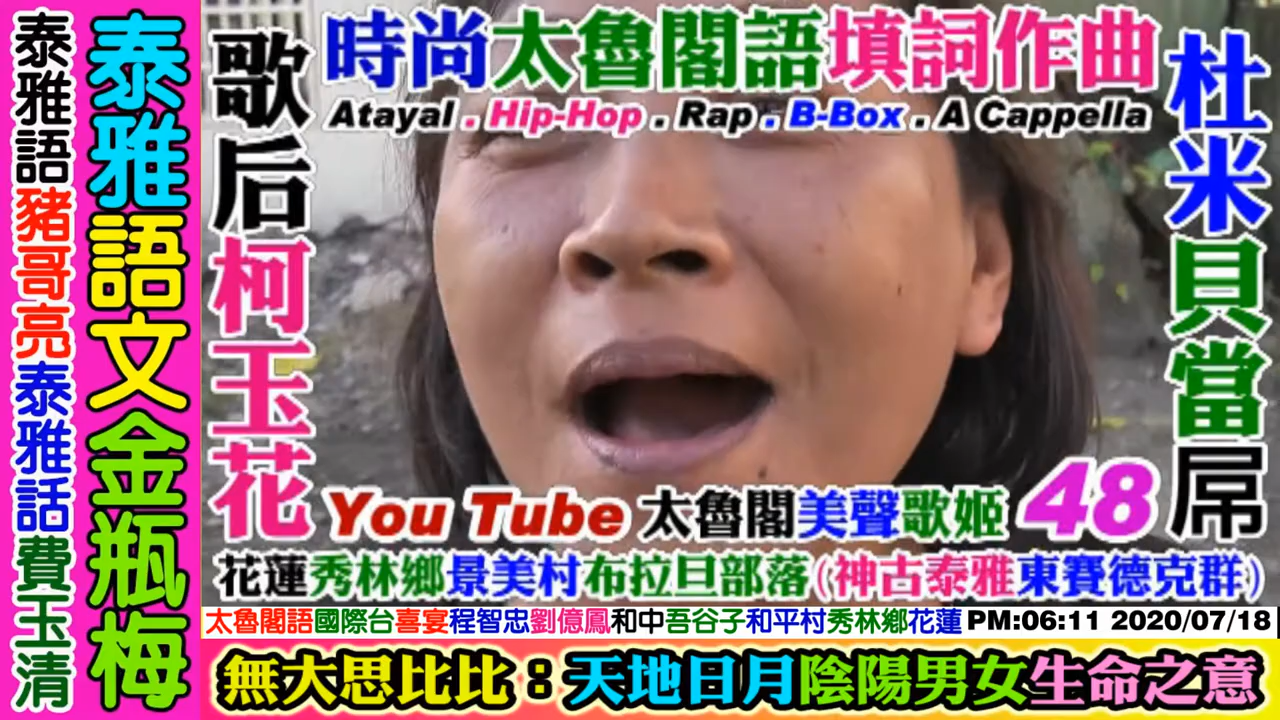 泰雅語豬哥亮泰雅話費玉清
泰雅語文金瓶梅
歌后柯玉花
時尚太魯閣語填詞作曲
Atayal . Hip-Hop . Rap . B-Box . A Cappella
杜米貝當屌
You Tube 太魯閣美聲歌姬 48
花蓮秀林鄉景美村布拉旦部落(神古泰雅東賽德克群)
太魯閣語國際台喜宴程智忠劉億鳳和中吾谷子和平村秀林鄉花蓮 PM:06:11 2020/07/18
無大思比比：天地日月陰陽男女生命之意